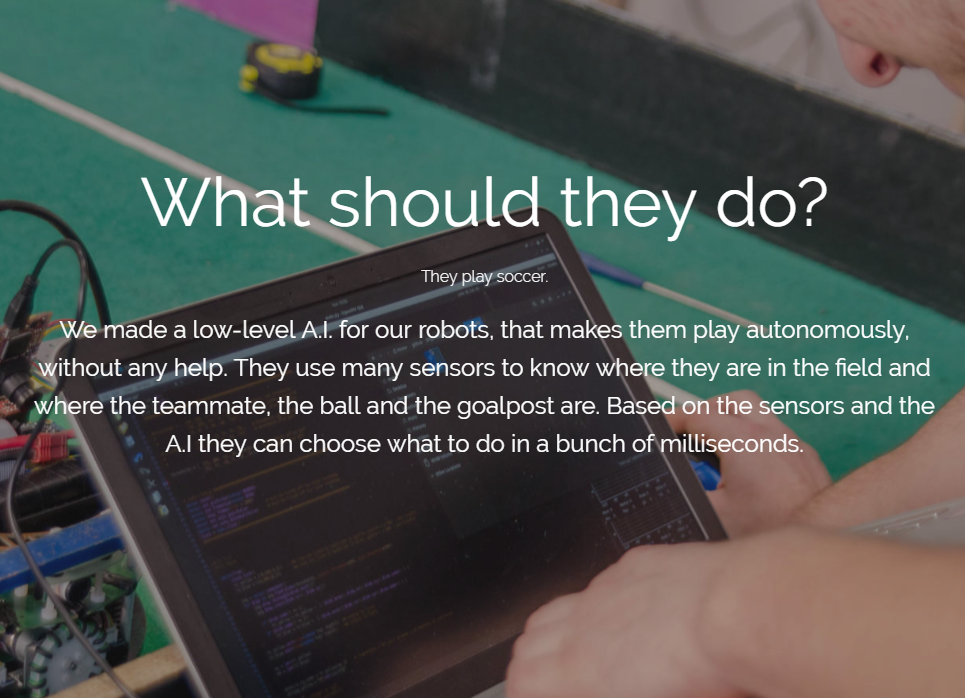 What should they do?
They play soccer.
We made a low-level A.I. for our robots, that makes them play autonomously,
without any help. They use many sensors to know where they are in the field and
where the teammate, the ball and the goalpost are. Based on the sensors and the
A.I they can choose what to do in a bunch of milliseconds.